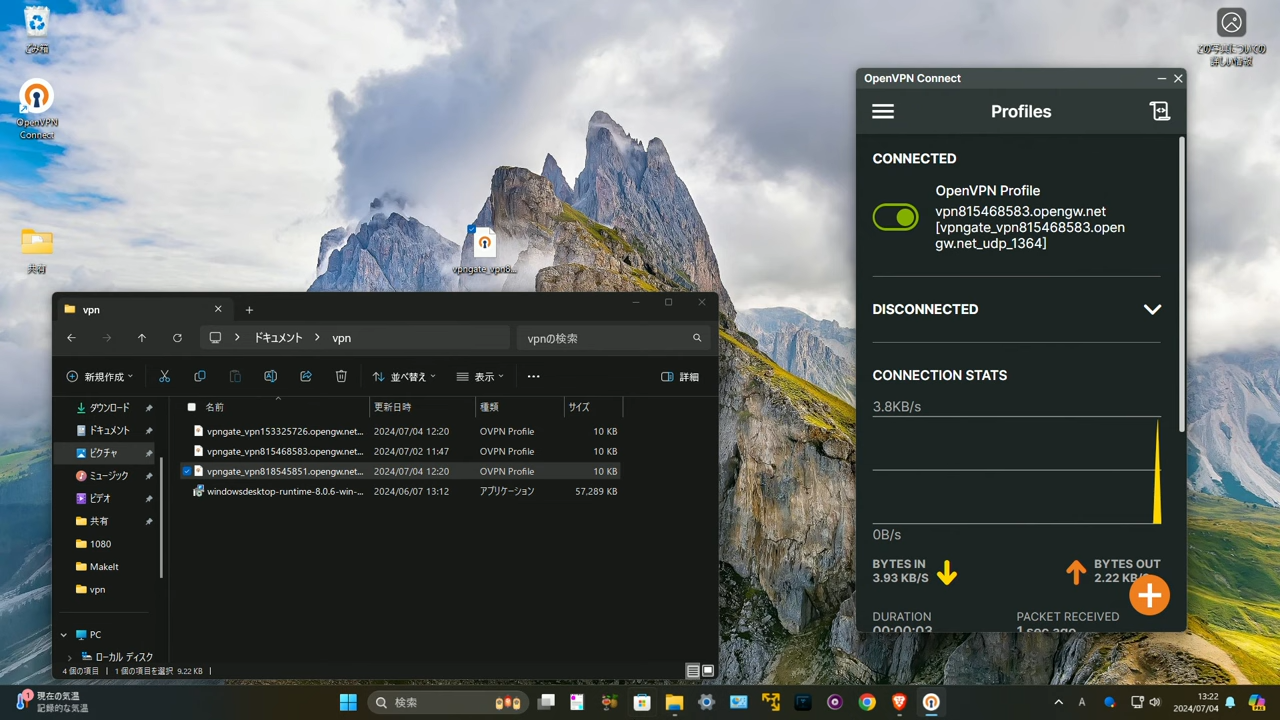 ごみ箱
OpenVPN
Connect
共有
vpngate_vpn8...
この写真についての
詳しい情報
vpn
ドキュメント
vpn
vpnの検索
新規作成
並べ替え
表示
詳細
ダウンロード
ドキュメント
ピクチャ
ミュージック
ビデオ
共有
1080
MakeIt
vpn
PC
ローカル ディスク
名前 更新日時 種類 サイズ
vpngate_vpn153325726.opengw.net... 2024/07/04 12:20 OVPN Profile 10 KB
vpngate_vpn815468583.opengw.net... 2024/07/02 11:47 OVPN Profile 10 KB
vpngate_vpn818545851.opengw.net... 2024/07/04 12:20 OVPN Profile 10 KB
windowsdesktop-runtime-8.0.6-win-... 2024/06/07 13:12 アプリケーション 57,289 KB
4 個の項目 1 個の項目を選択 9.22 KB
OpenVPN Connect
Profiles
CONNECTED
OpenVPN Profile
vpn815468583.opengw.net
[vpngate_vpn815468583.open
gw.net_udp_1364]
DISCONNECTED
CONNECTION STATS
3.8KB/s
0B/s
BYTES IN
3.93 KB/S
BYTES OUT
2.22 KB/S
DURATION
00:00:03
PACKET RECEIVED
1 sec ago
1
現在の気温
記録的な気温
検索
A
13:22
2024/07/04